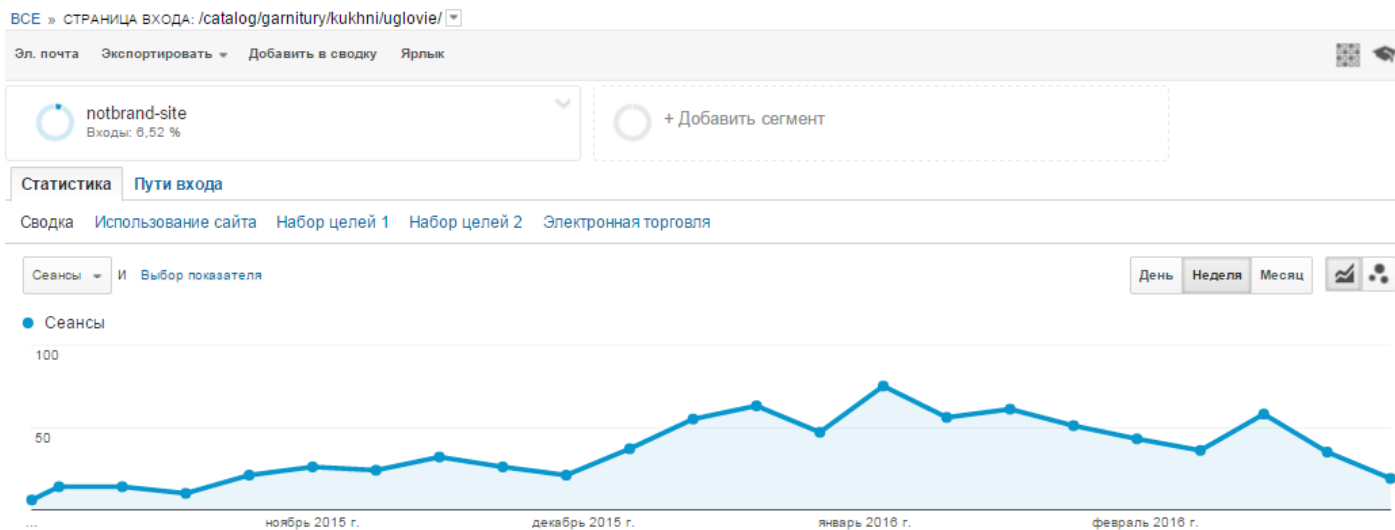 ВСЕ » СТРАНИЦА ВХОДА: /catalog/garnitury/kukhni/uglovie/
Эл. почта Экспортировать Добавить в сводку Ярлык
notbrand-site
Входы: 6,52 %
+ Добавить сегмент
Статистика Пути входа
Сводка Использование сайта Набор целей 1 Набор целей 2 Электронная торговля
Сеансы И Выбор показателя День Неделя Месяц
Сеансы
100
50
... ноябрь 2015 г. декабрь 2015 г. январь 2016 г. февраль 2016 г.